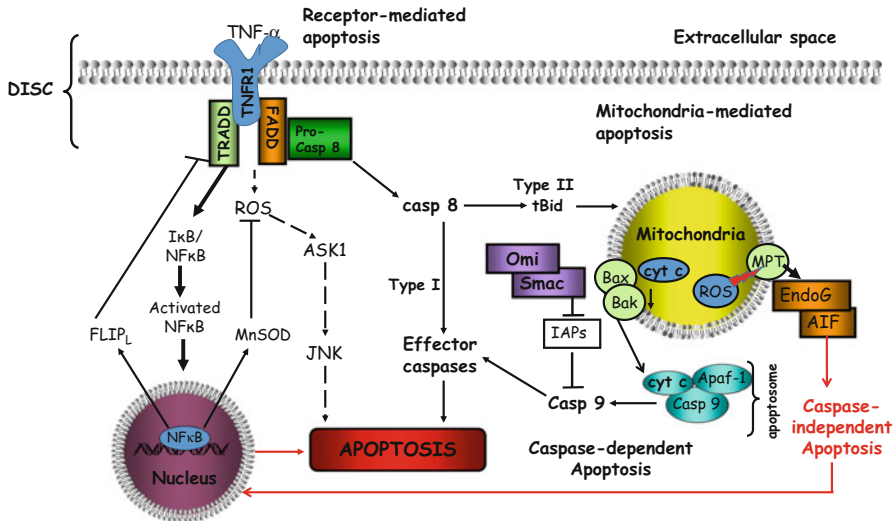 Receptor-mediated
apoptosis
TNF-α
Extracellular space
DISC
TNFR1
TRADD
FADD
Pro-
Casp 8
Mitochondria-mediated
apoptosis
ROS
casp 8
Type II
tBid
IκB/
NFκB
ASK1
Mitochondria
Omi
Smac
Bax
Bak
cyt c
ROS
MPT
EndoG
AIF
Type I
Activated
NFκB
FLIPL
MnSOD
JNK
IAPs
Effector
caspases
cyt c
Apaf-1
Casp 9
apoptosome
Casp 9
Caspase-
independent
Apoptosis
NFκB
Nucleus
APOPTOSIS
Caspase-dependent
Apoptosis